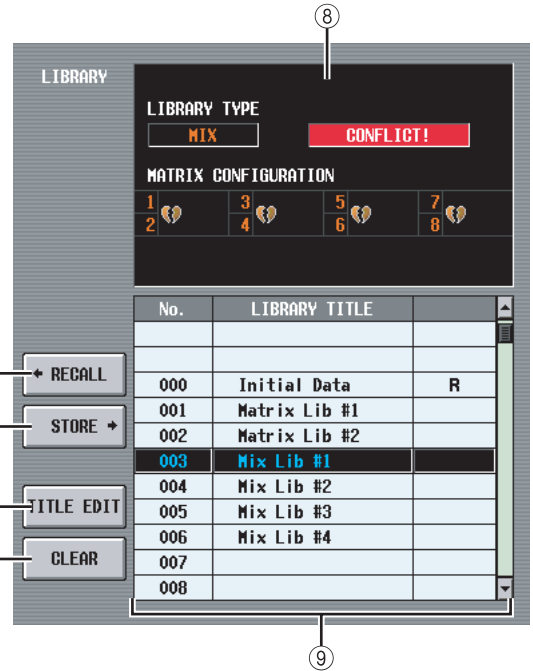 ⑧
LIBRARY
LIBRARY TYPE
MIX CONFLICT!
MATRIX CONFIGURATION
1 3 5 7
2 4 6 8
No. LIBRARY TITLE
← RECALL
000 Initial Data R
001 Matrix Lib #1
STORE →
002 Matrix Lib #2
003 Mix Lib #1
004 Mix Lib #2
TITLE EDIT
005 Mix Lib #3
006 Mix Lib #4
CLEAR
007
008
⑨